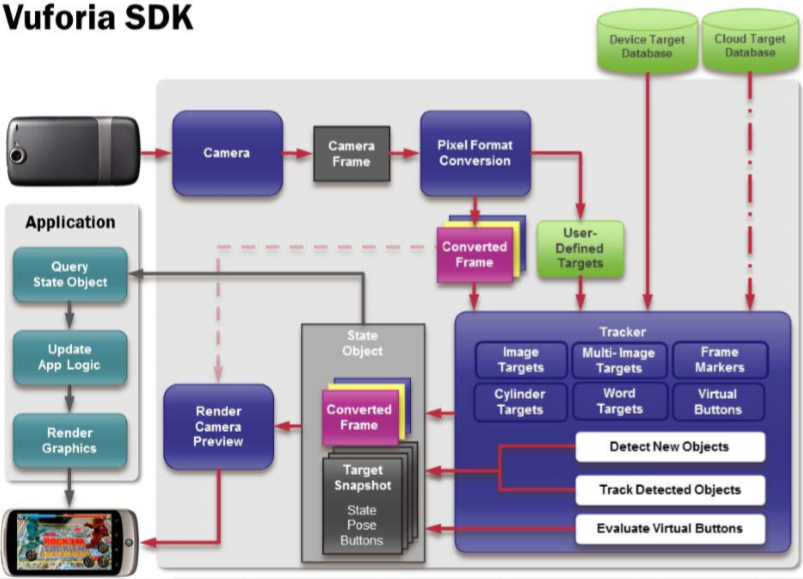 Vuforia SDK
Device Target
Database
Cloud Target
Database
Camera
Camera
Frame
Pixel Format
Conversion
Application
Query
State Object
Update
App Logic
Render
Graphics
Converted
Frame
User-
Defined
Targets
State
Object
Converted
Frame
Target
Snapshot
State
Pose
Buttons
Render
Camera
Preview
Tracker
Image
Targets
Multi-Image
Targets
Frame
Markers
Cylinder
Targets
Word
Targets
Virtual
Buttons
Detect New Objects
Track Detected Objects
Evaluate Virtual Buttons